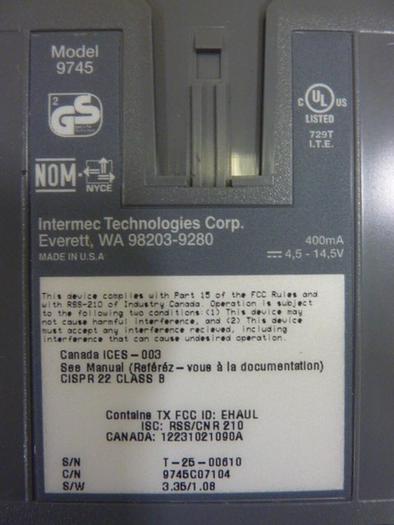 Model
9745
2
GS
C UL US
LISTED
729T
I.T.E.
NOM
NYCE
Intermec Technologies Corp.
Everett, WA 98203-9280
MADE IN U.S.A
400mA
4,5 - 14,5V
This device complies with Part 15 of the FCC Rules and
with RSS-210 of Industry Canada. Operation is subject
to the following two conditions:(1) This device may
not cause harmful interference, and (2) This device
must accept any interference recieved, including
interference that can cause undesired operation.
Canada ICES-003
See Manual (Referéz-vous à la documentation)
CISPR 22 CLASS B
Containe TX FCC ID: EHAUL
ISC: RSS/CNR 210
CANADA: 12231021090A
S/N T-25-00610
C/N 9745C07104
S/W 3.35/1.08